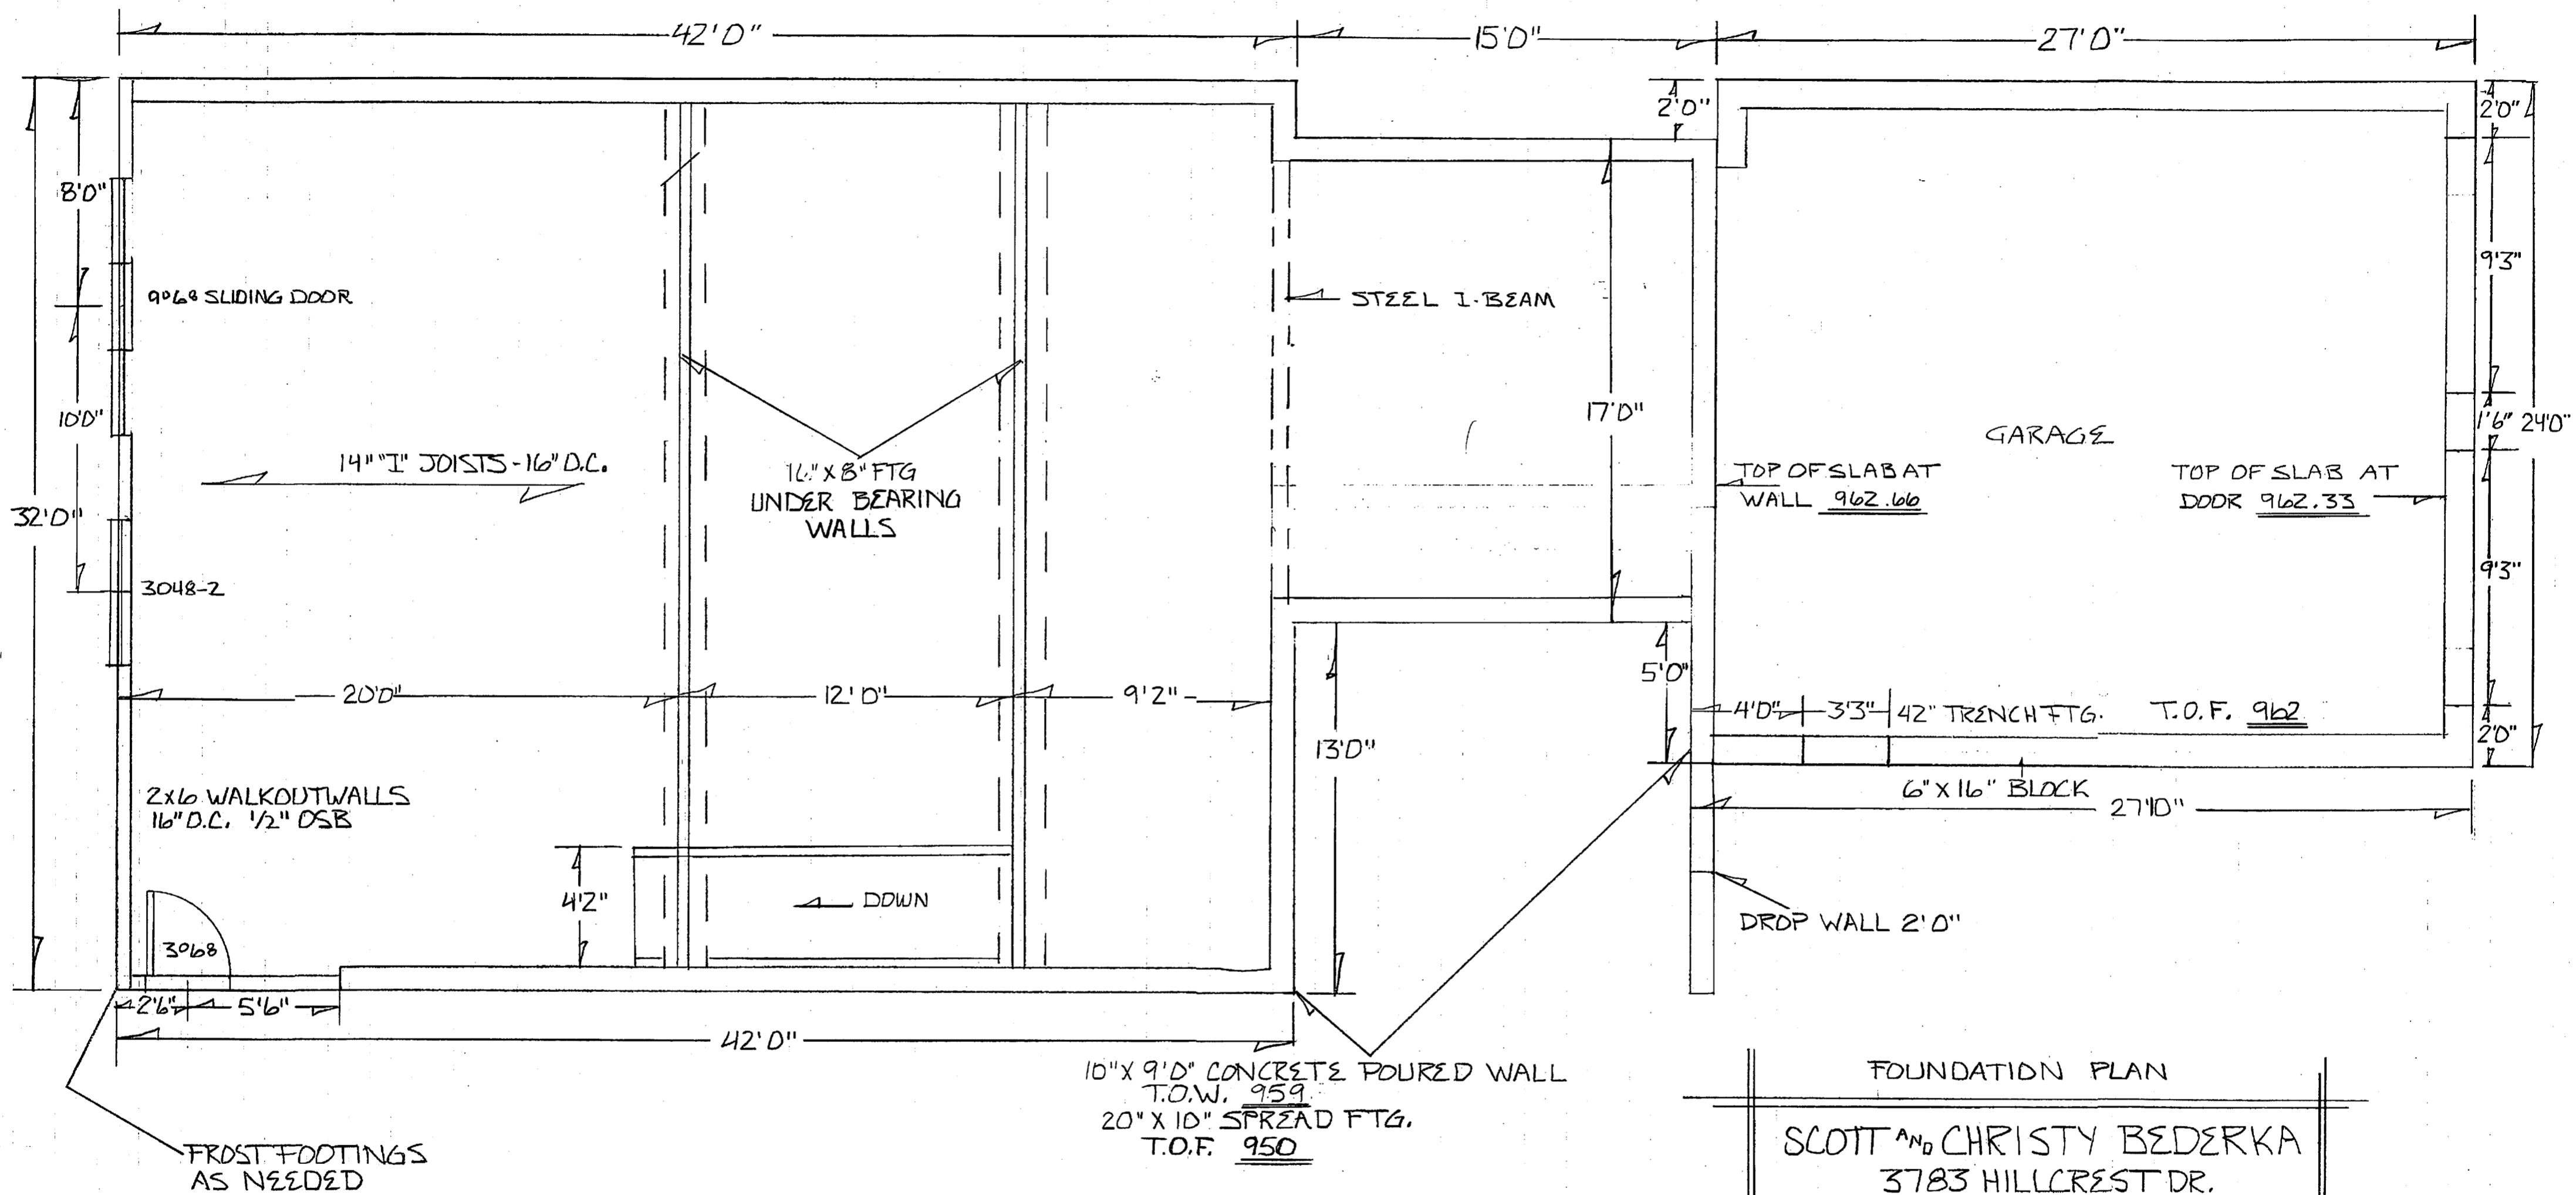 42'0"
15'0"
27'0"
2'0"
2'0"
8'0"
9'3"
9⁰6⁸ SLIDING DOOR
STEEL I-BEAM
10'0"
17'0"
1'6"
24'0"
GARAGE
14" "I" JOISTS - 16" O.C.
16" X 8" FTG
UNDER BEARING
WALLS
TOP OF SLAB AT
WALL 962.66
TOP OF SLAB AT
DOOR 962.33
32'0"
3048-2
9'3"
5'0"
20'0"
12'0"
9'2"
4'0"
3'3"
42" TRENCH FTG.
T.O.F. 962
2'0"
13'0"
6" X 16" BLOCK
27'10"
2x6 WALKOUT WALLS
16" O.C. 1/2" OSB
4'2"
DOWN
DROP WALL 2'0"
3⁰6⁸
2'6"
5'6"
42'0"
10" X 9'0" CONCRETE POURED WALL
T.O.W. 959
20" X 10" SPREAD FTG.
T.O.F. 950
FROST FOOTINGS
AS NEEDED
FOUNDATION PLAN
SCOTT AND CHRISTY BEDERKA
3783 HILLCREST DR.